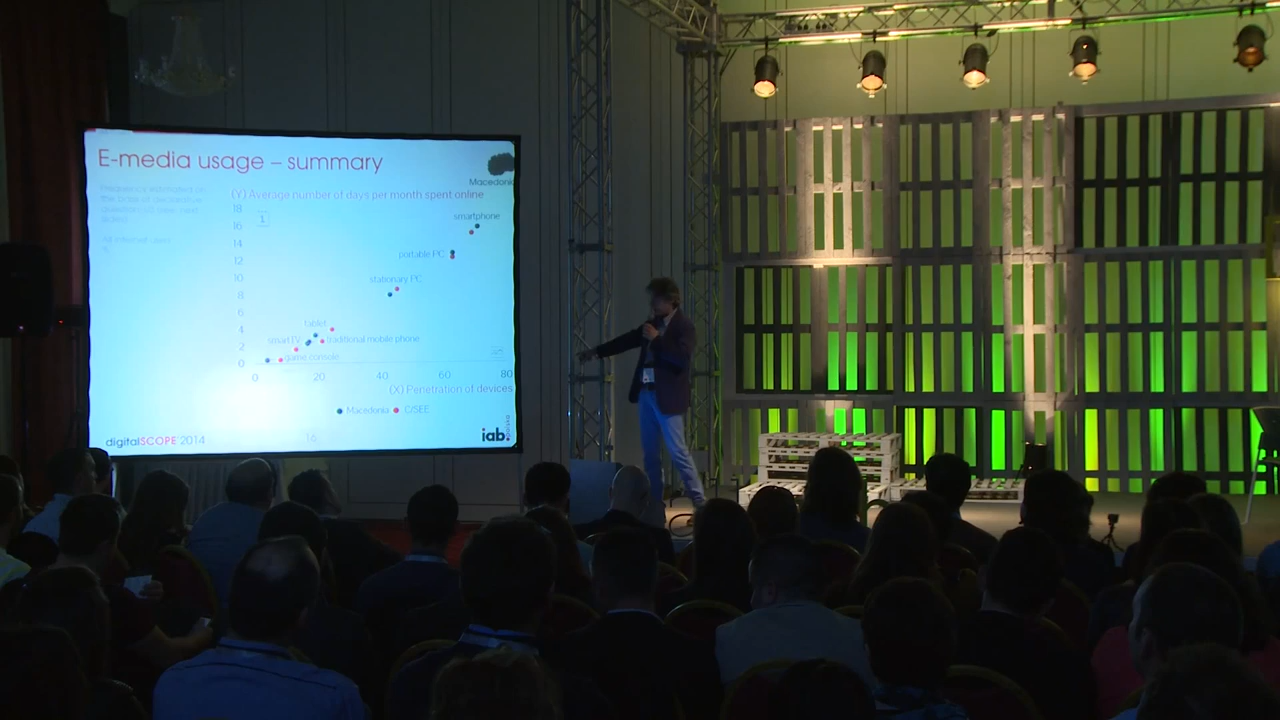 E-media usage – summary
Macedonia
(Y) Average number of days per month spent online
18
1
16
14
12
10
8
6
4
2
0
smartphone
portable PC
stationary PC
tablet
smartTV
traditional mobile phone
game console
0 20 40 60 80
(X) Penetration of devices
Macedonia C/SEE
digitalSCOPE 2014
16
iab.